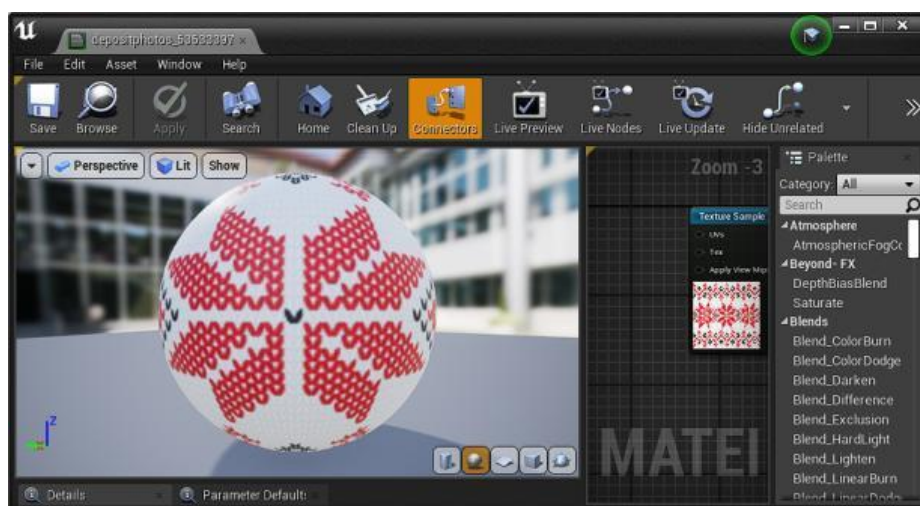 depositphotos_53533397
File Edit Asset Window Help
Save Browse Apply Search Home Clean Up Connectors Live Preview Live Nodes Live Update Hide Unrelated
Perspective Lit Show
Zoom -3
Palette
Category: All
Search
Texture Sample
UVs
Tex
Apply View Mip
Atmosphere
AtmosphericFogCo
Beyond- FX
DepthBiasBlend
Saturate
Blends
Blend_ColorBurn
Blend_ColorDodge
Blend_Darken
Blend_Difference
Blend_Exclusion
Blend_HardLight
Blend_Lighten
Blend_LinearBurn
Blend_LinearDodg
MATEI
Z
Details
Parameter Default: